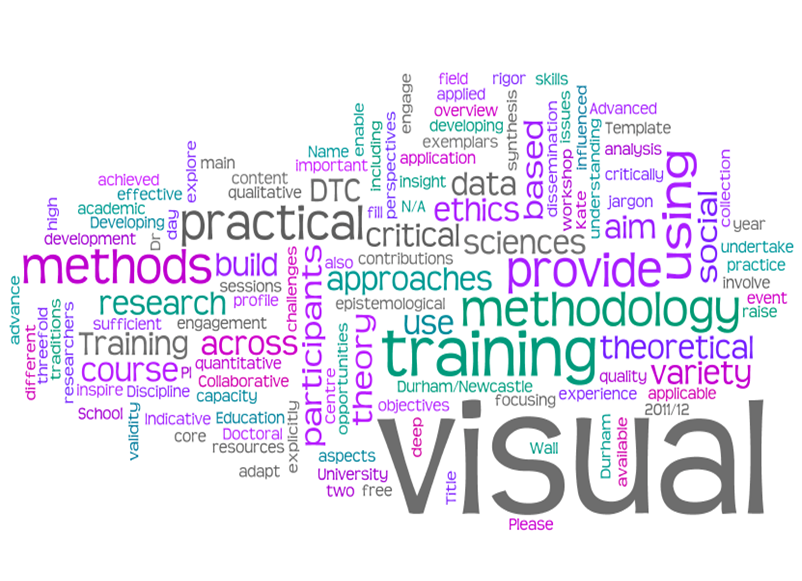 field
rigor
skills
applied
engage
overview
synthesis
Advanced
enable
developing
issues
influenced
Template
exemplars
dissemination
Name
including
perspectives
application
workshop
understanding
analysis
explore
main
important
critically
achieved
content
insight
data
based
Kate
collection
effective
qualitative
DTC
jargon
high
academic
day
fill
N/A
ethics
aim
using
social
Developing
practical
critical
year
development
Dr
sciences
undertake
methods
build
challenges
also
contributions
provide
practice
sessions
participants
approaches
involve
advance
research
profile
epistemological
methodology
event
raise
different
threefold
traditions
researchers
sufficient
engagement
opportunities
theory
use
Training
across
training
theoretical
course
PI
quantitative
Centre
quality
variety
inspire
Discipline
Collaborative
Durham/Newcastle
experience
applicable
capacity
focusing
School
validity
Indicative
Education
explicitly
objectives
2011/12
core
Doctoral
deep
visual
resources
aspects
Wall
Durham
available
adapt
University
Title
two
free
Please